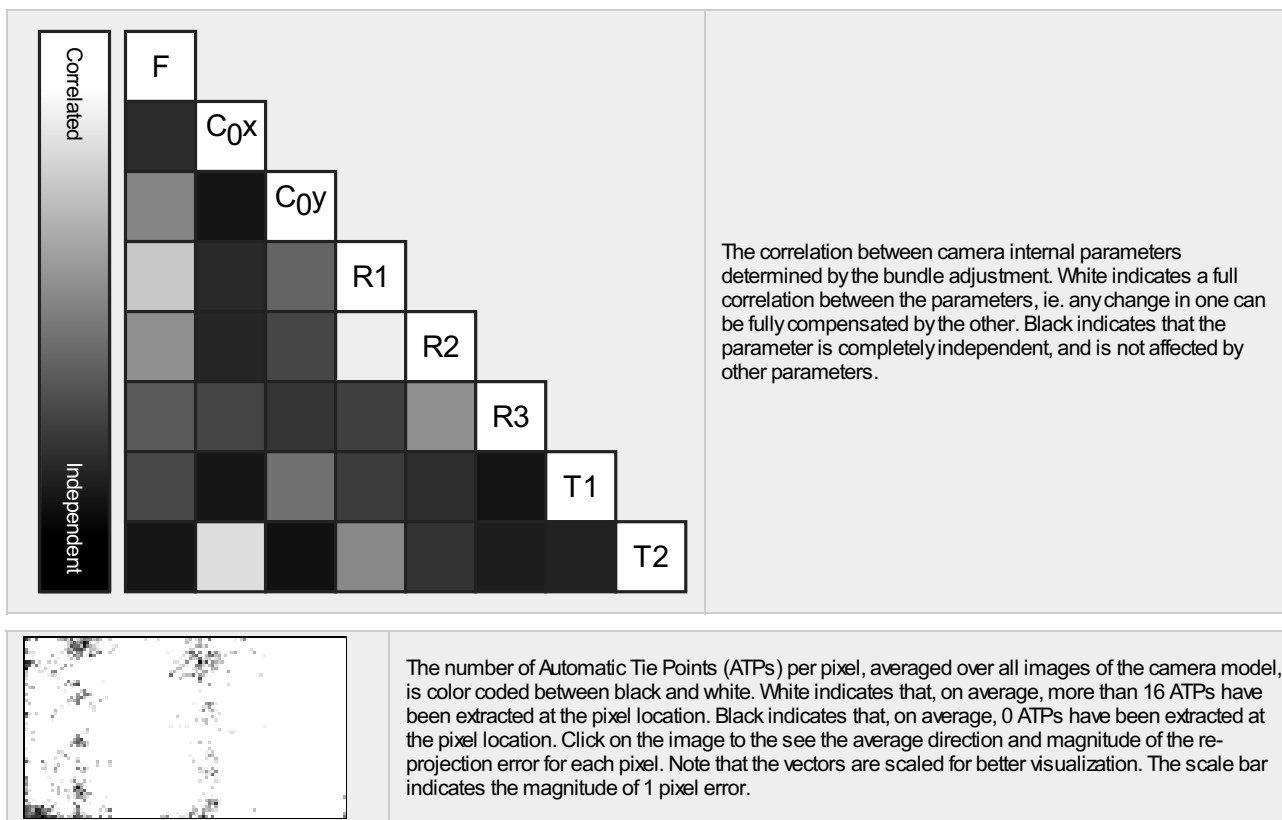 Correlated
Independent
F
C0x
C0y
R1
R2
R3
T1
T2
The correlation between camera internal parameters
determined by the bundle adjustment. White indicates a full
correlation between the parameters, ie. any change in one can
be fully compensated by the other. Black indicates that the
parameter is completely independent, and is not affected by
other parameters.
The number of Automatic Tie Points (ATPs) per pixel, averaged over all images of the camera model,
is color coded between black and white. White indicates that, on average, more than 16 ATPs have
been extracted at the pixel location. Black indicates that, on average, 0 ATPs have been extracted at
the pixel location. Click on the image to the see the average direction and magnitude of the re-
projection error for each pixel. Note that the vectors are scaled for better visualization. The scale bar
indicates the magnitude of 1 pixel error.